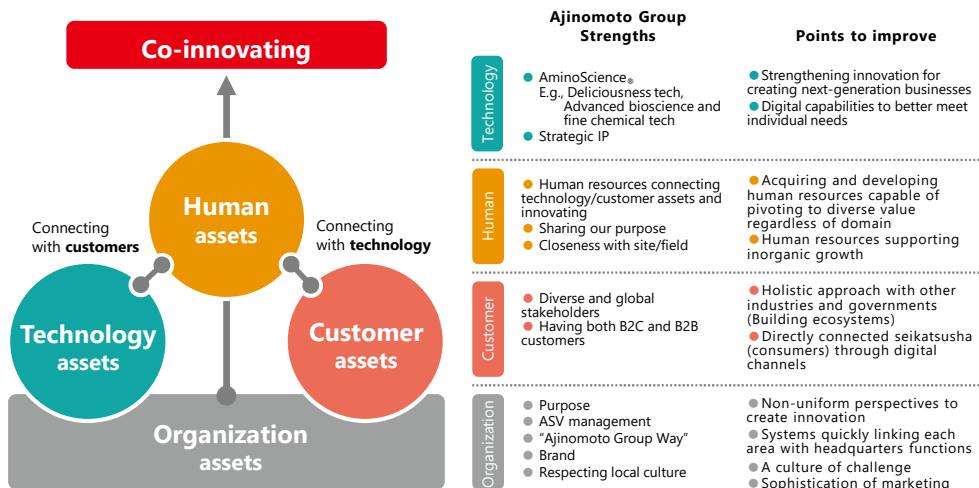 Co-innovating
Human
assets
Connecting
with customers
Connecting
with technology
Technology
assets
Customer
assets
Organization
assets
Ajinomoto Group
Strengths
Points to improve
Technology
● AminoScience®
E.g., Deliciousness tech,
Advanced bioscience and
fine chemical tech
● Strategic IP
● Strengthening innovation for
creating next-generation businesses
● Digital capabilities to better meet
individual needs
Human
● Human resources connecting
technology/customer assets and
innovating
● Sharing our purpose
● Closeness with site/field
● Acquiring and developing
human resources capable of
pivoting to diverse value
regardless of domain
● Human resources supporting
inorganic growth
Customer
● Diverse and global
stakeholders
● Having both B2C and B2B
customers
● Holistic approach with other
industries and governments
(Building ecosystems)
● Directly connected seikatsusha
(consumers) through digital
channels
Organization
● Purpose
● ASV management
● “Ajinomoto Group Way”
● Brand
● Respecting local culture
● Non-uniform perspectives to
create innovation
● Systems quickly linking each
area with headquarters functions
● A culture of challenge
● Sophistication of marketing